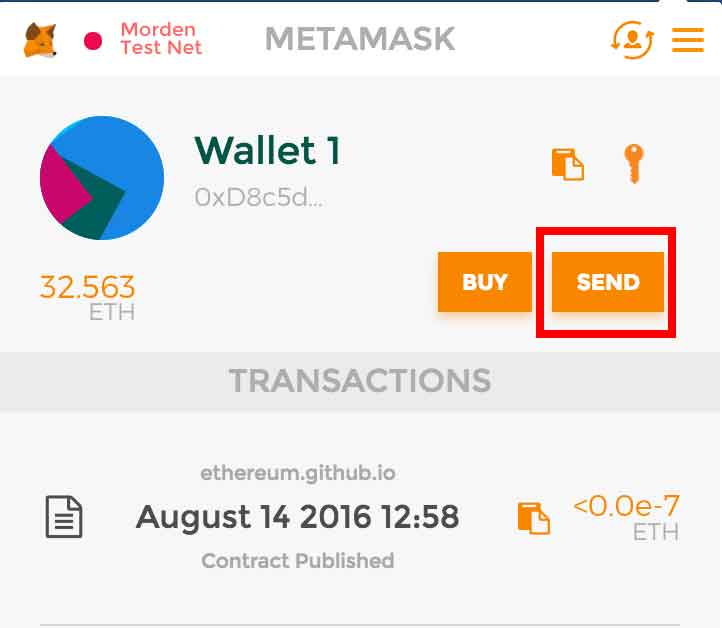 Morden
Test Net
METAMASK
Wallet 1
0xD8c5d...
32.563
ETH
BUY
SEND
TRANSACTIONS
ethereum.github.io
August 14 2016 12:58
Contract Published
<0.0e-7
ETH